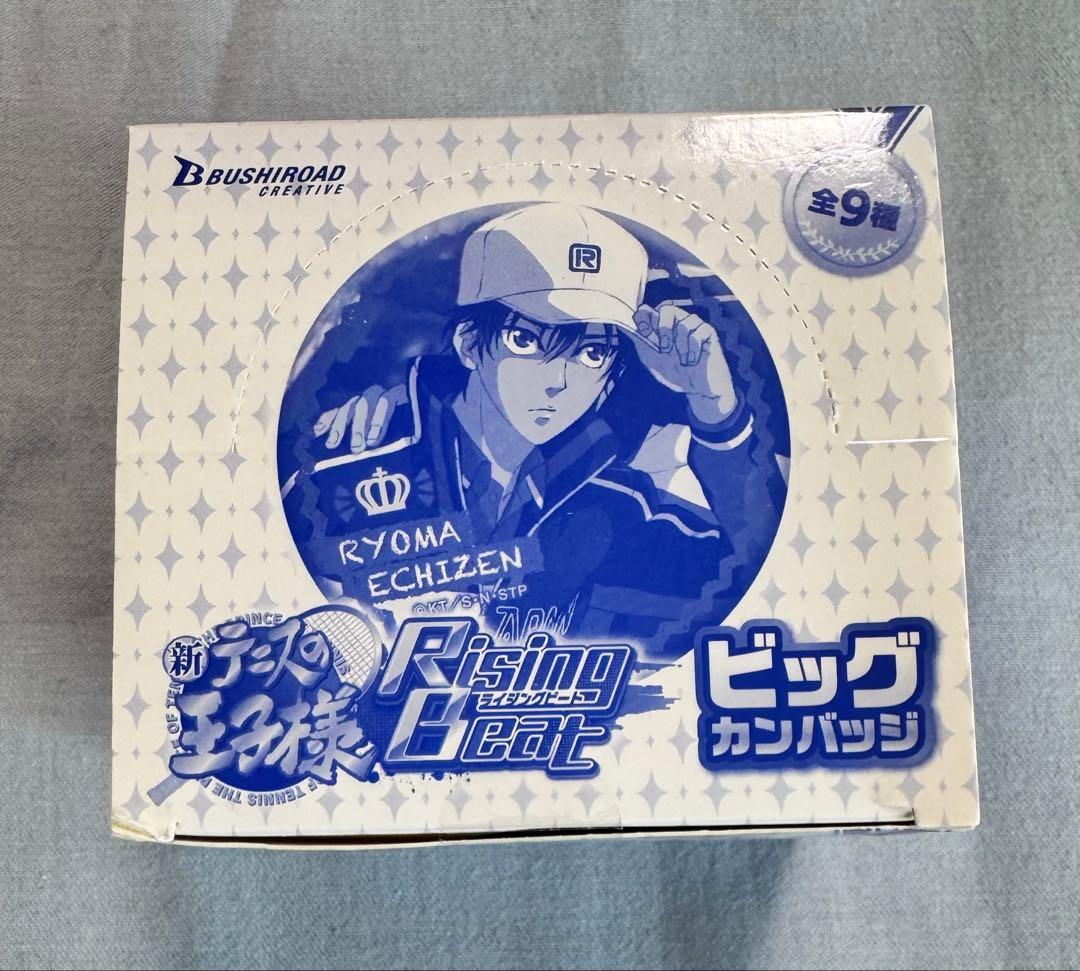 BUSHIROAD
CREATIVE
全9種
R
RYOMA
ECHIZEN
©KT/S・N・STP
新テニスの
王子様
Rising
ライジングビート
Beat
ビッグ
カンバッジ